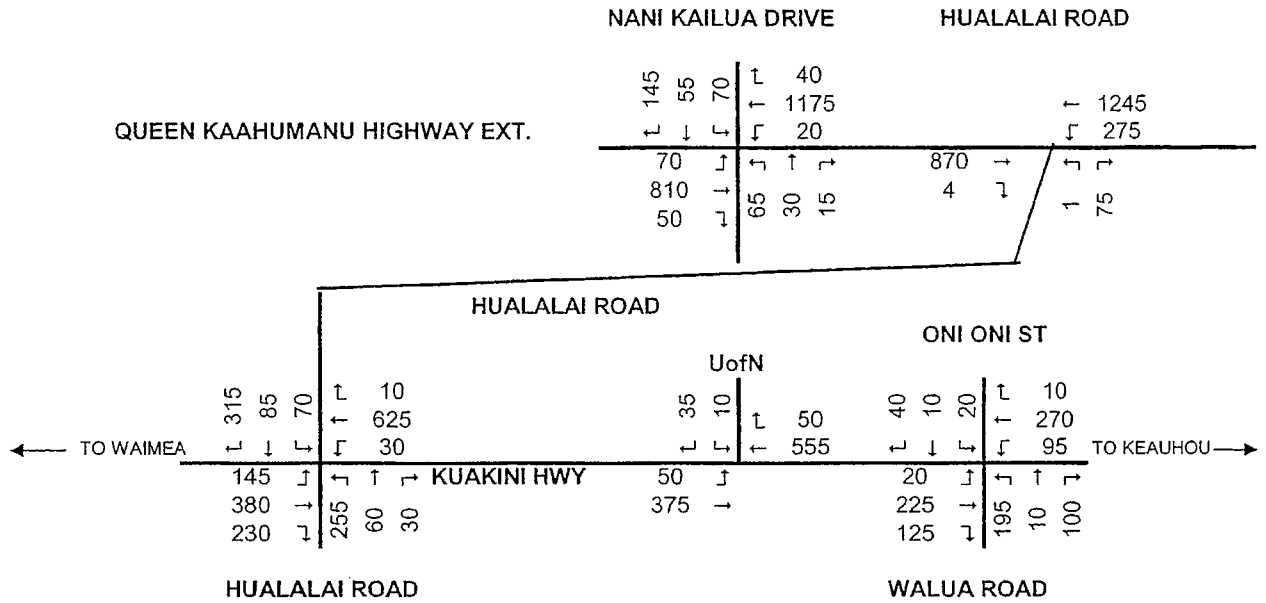 NANI KAILUA DRIVE HUALALAI ROAD
145 55 70 40
1175 1245
QUEEN KAAHUMANU HIGHWAY EXT. 20 275
70 870
810 65 30 15 4 1 75
50
HUALALAI ROAD
ONI ONI ST
UofN
315 85 70 10 35 10 50 40 10 20 10
625 555 270
TO WAIMEA 30 95 TO KEAUHOU
145 KUAKINI HWY 50 20
380 255 60 30 375 225 195 10 100
230 125
HUALALAI ROAD WALUA ROAD